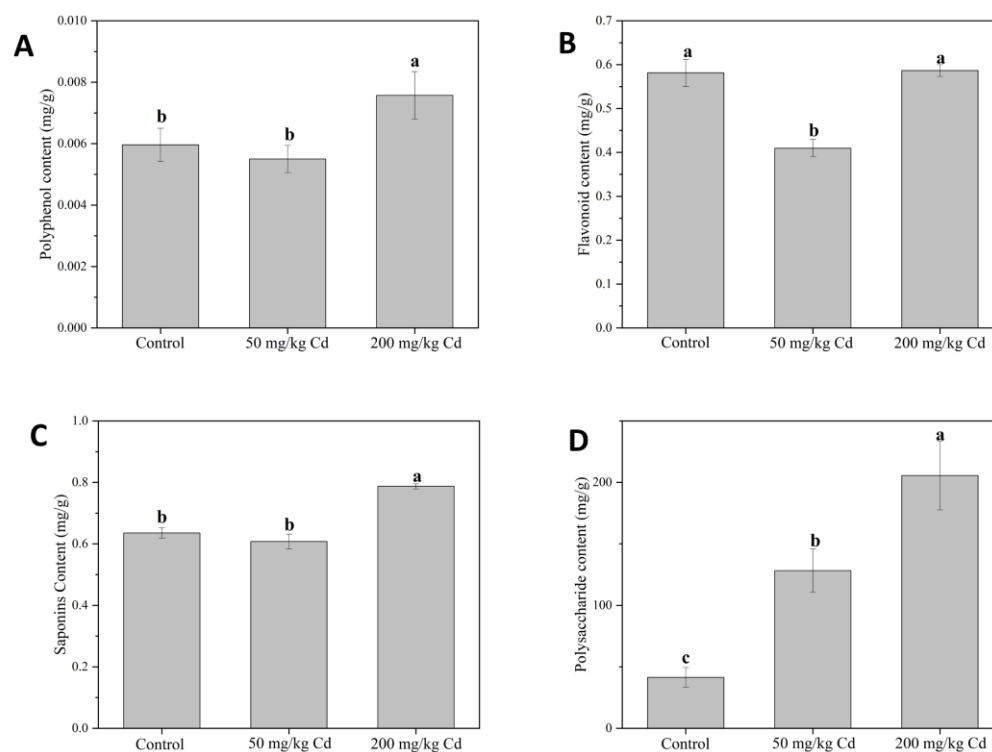 A
Polyphenol content (mg/g)
0.010
0.008
0.006
0.004
0.002
0.000
b
b
a
Control
50 mg/kg Cd
200 mg/kg Cd
B
Flavonoid content (mg/g)
0.7
0.6
0.5
0.4
0.3
0.2
0.1
0.0
a
b
a
Control
50 mg/kg Cd
200 mg/kg Cd
C
Saponins Content (mg/g)
1.0
0.8
0.6
0.4
0.2
0.0
b
b
a
Control
50 mg/kg Cd
200 mg/kg Cd
D
Polysaccharide content (mg/g)
200
100
0
c
b
a
Control
50 mg/kg Cd
200 mg/kg Cd